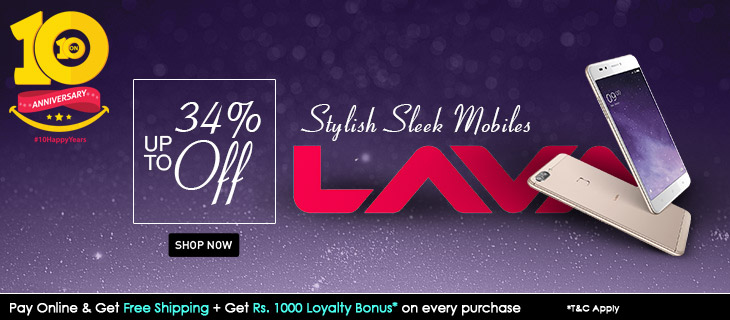 10
ON
ANNIVERSARY
#10HappyYears
UP TO
34%
Off
SHOP NOW
Stylish Sleek Mobiles
LAVA
Pay Online & Get Free Shipping + Get Rs. 1000 Loyalty Bonus* on every purchase
*T&C Apply